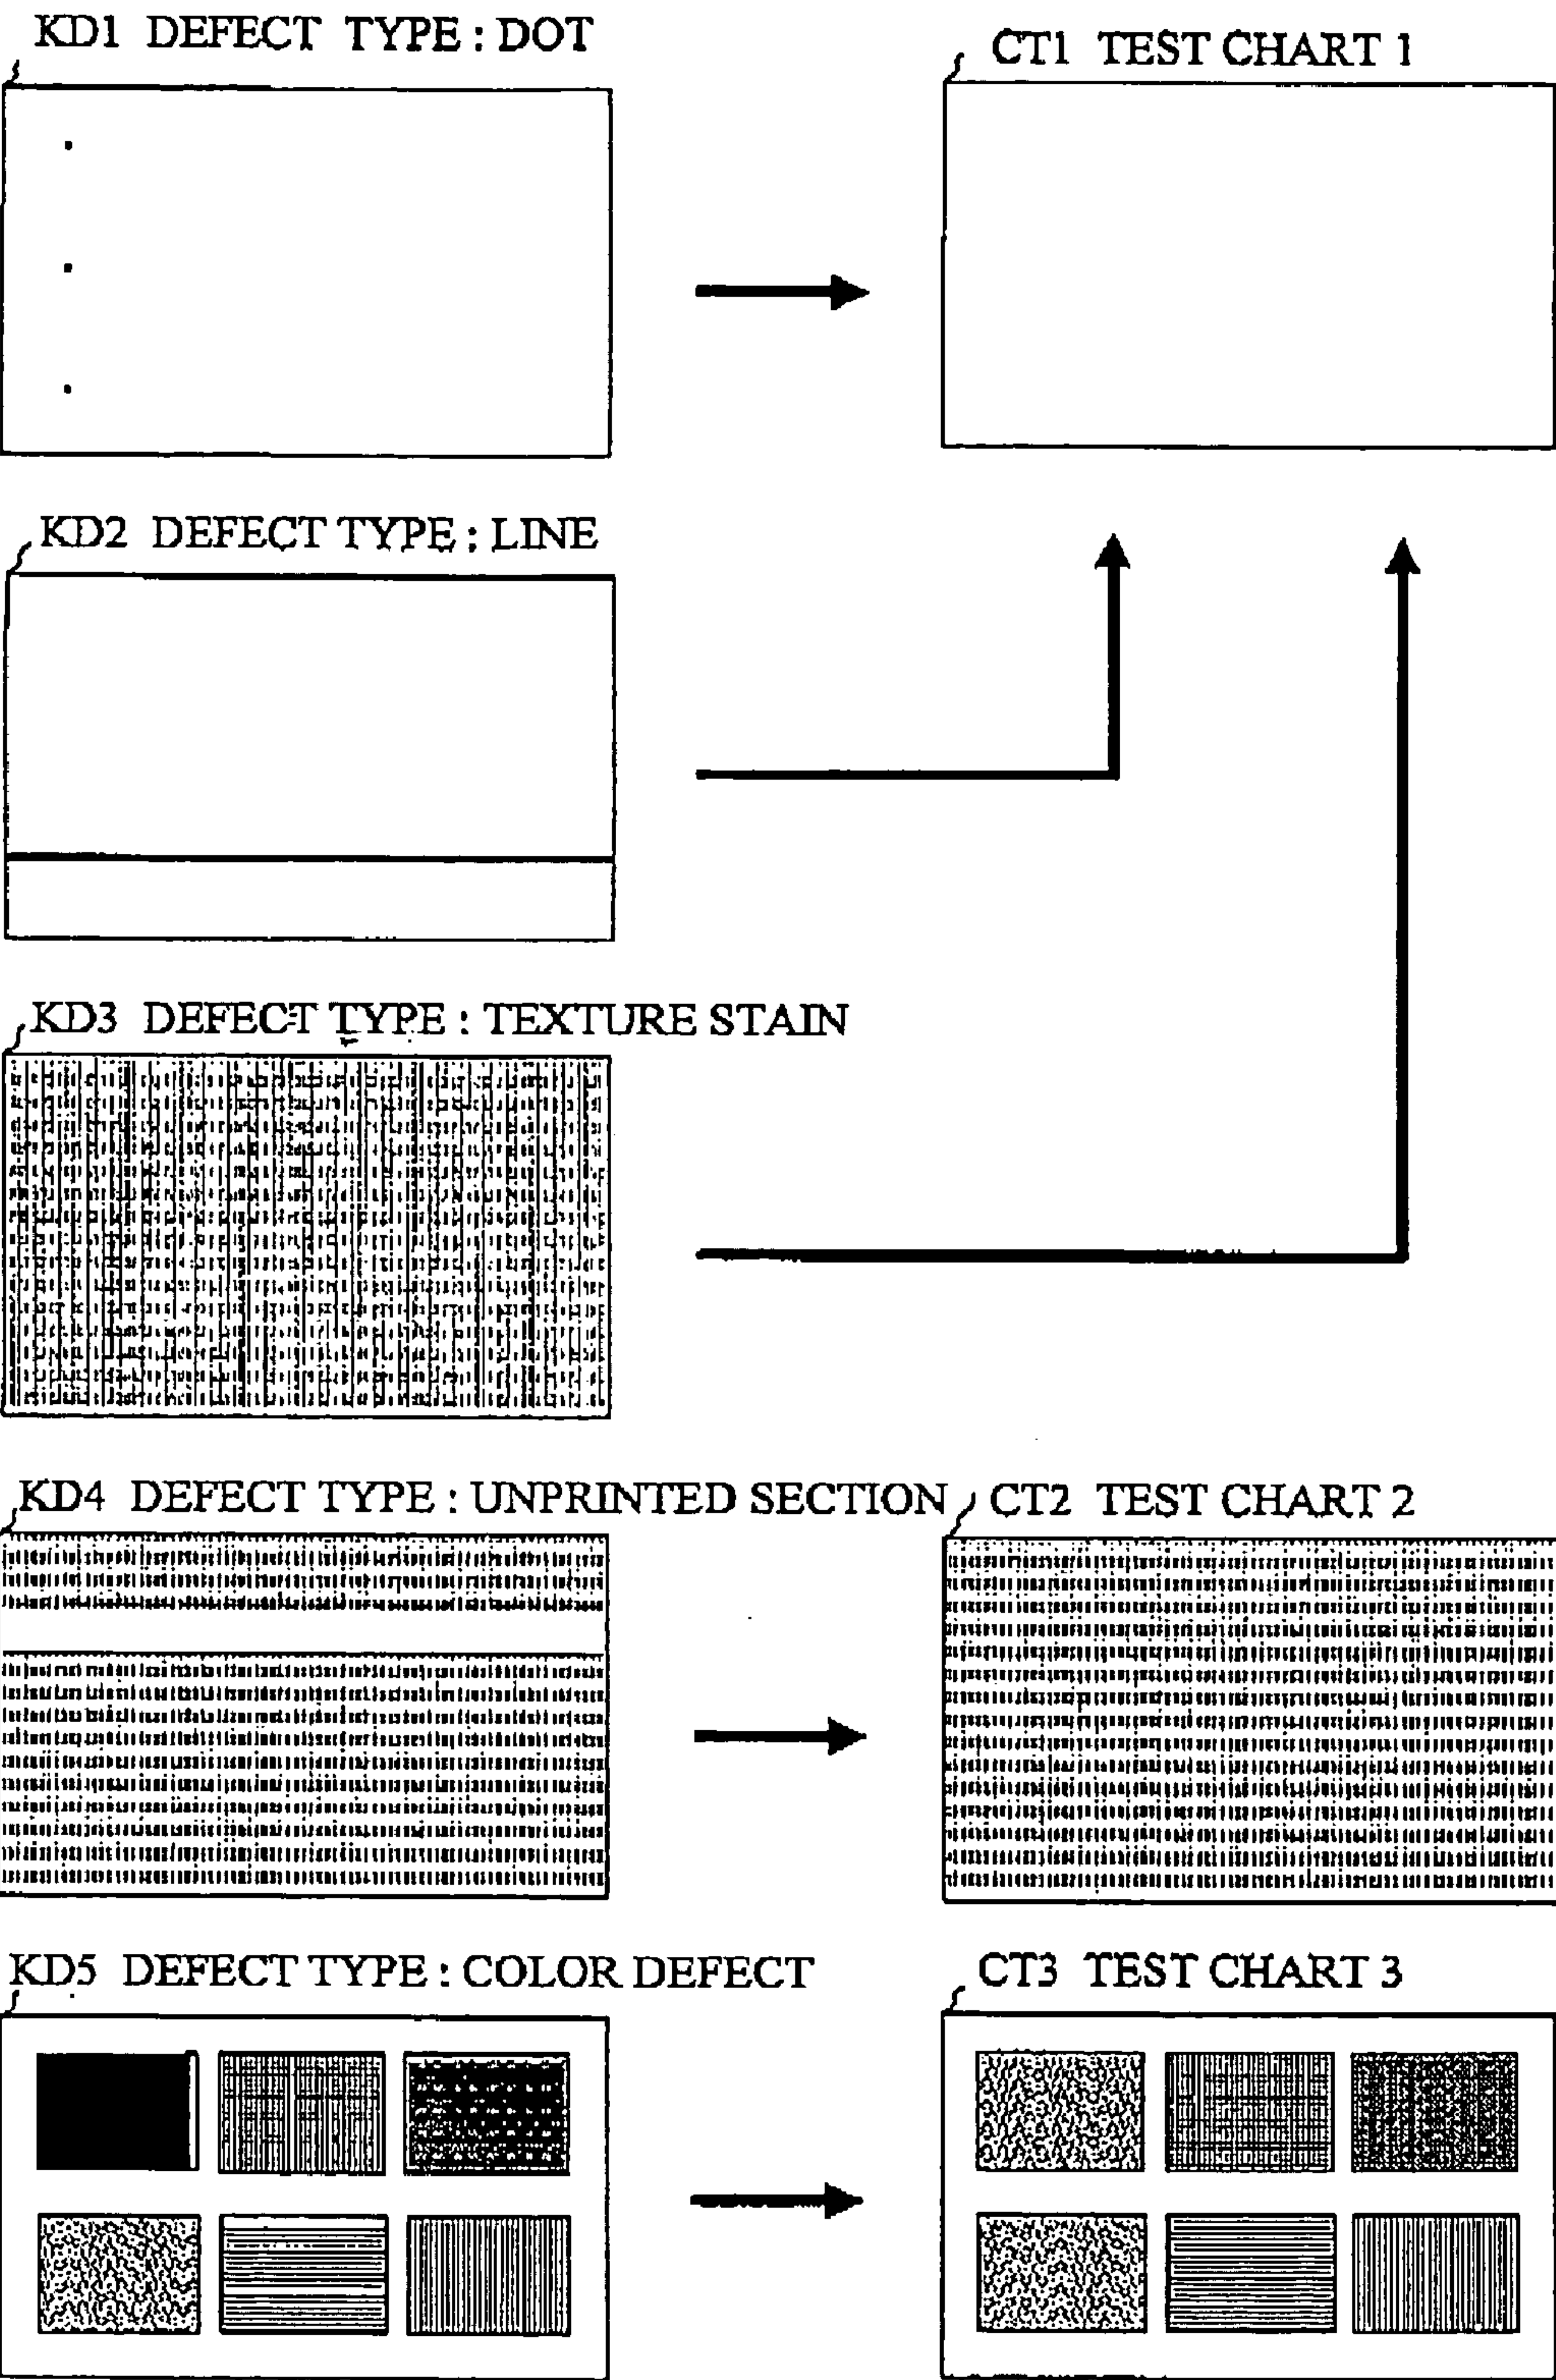 KD1 DEFECT TYPE : DOT
CT1 TEST CHART 1
KD2 DEFECT TYPE : LINE
KD3 DEFECT TYPE : TEXTURE STAIN
KD4 DEFECT TYPE : UNPRINTED SECTION
CT2 TEST CHART 2
KD5 DEFECT TYPE : COLOR DEFECT
CT3 TEST CHART 3